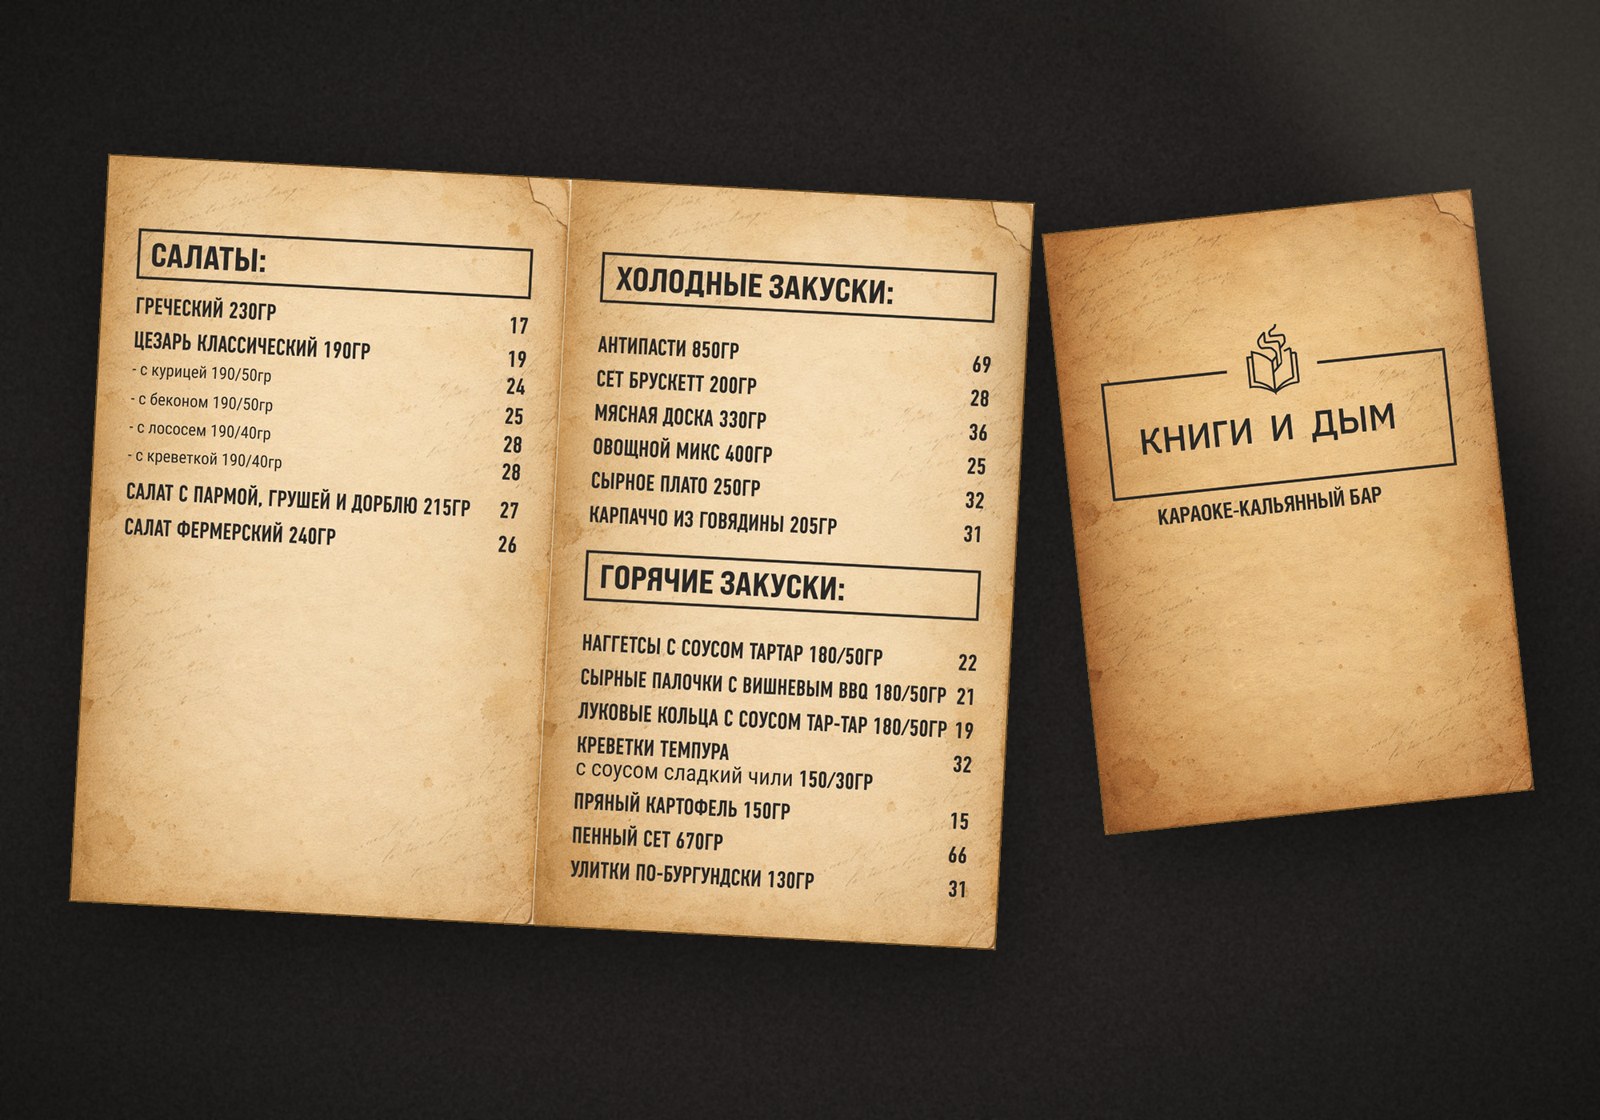 САЛАТЫ:
ГРЕЧЕСКИЙ 230ГР 17
ЦЕЗАРЬ КЛАССИЧЕСКИЙ 190ГР 19
- с курицей 190/50гр 24
- с беконом 190/50гр 25
- с лососем 190/40гр 28
- с креветкой 190/40гр 28
САЛАТ С ПАРМОЙ, ГРУШЕЙ И ДОРБЛЮ 215ГР 27
САЛАТ ФЕРМЕРСКИЙ 240ГР 26
ХОЛОДНЫЕ ЗАКУСКИ:
АНТИПАСТИ 850ГР 69
СЕТ БРУСКЕТТ 200ГР 28
МЯСНАЯ ДОСКА 330ГР 36
ОВОЩНОЙ МИКС 400ГР 25
СЫРНОЕ ПЛАТО 250ГР 32
КАРПАЧЧО ИЗ ГОВЯДИНЫ 205ГР 31
ГОРЯЧИЕ ЗАКУСКИ:
НАГГЕТСЫ С СОУСОМ ТАРТАР 180/50ГР 22
СЫРНЫЕ ПАЛОЧКИ С ВИШНЕВЫМ BBQ 180/50ГР 21
ЛУКОВЫЕ КОЛЬЦА С СОУСОМ ТАР-ТАР 180/50ГР 19
КРЕВЕТКИ ТЕМПУРА 32
с соусом сладкий чили 150/30ГР
ПРЯНЫЙ КАРТОФЕЛЬ 150ГР 15
ПЕННЫЙ СЕТ 670ГР 66
УЛИТКИ ПО-БУРГУНДСКИ 130ГР 31
КНИГИ И ДЫМ
КАРАОКЕ-КАЛЬЯННЫЙ БАР